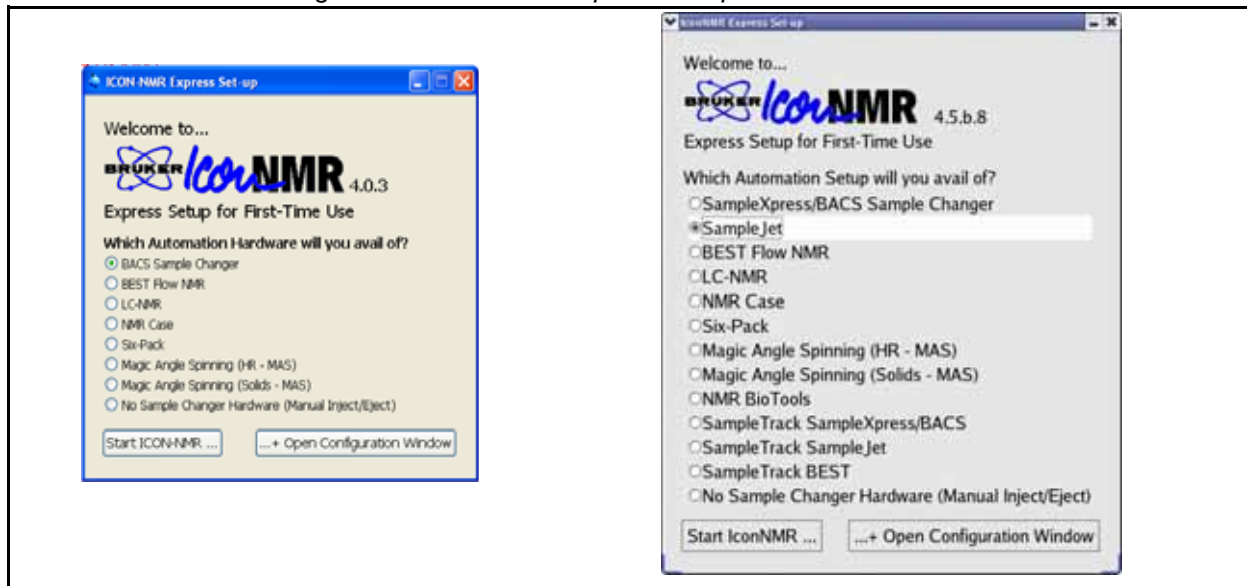 ICON-NMR Express Set-up
Welcome to...
BRUKER IconNMR 4.0.3
Express Setup for First-Time Use
Which Automation Hardware will you avail of?
BACS Sample Changer
BEST Flow NMR
LC-NMR
NMR Case
Six-Pack
Magic Angle Spinning (HR - MAS)
Magic Angle Spinning (Solids - MAS)
No Sample Changer Hardware (Manual Inject/Eject)
Start ICON-NMR ...
...+ Open Configuration Window
IconNMR Express Set-up
Welcome to...
BRUKER IconNMR 4.5.b.8
Express Setup for First-Time Use
Which Automation Setup will you avail of?
SampleXpress/BACS Sample Changer
SampleJet
BEST Flow NMR
LC-NMR
NMR Case
Six-Pack
Magic Angle Spinning (HR - MAS)
Magic Angle Spinning (Solids - MAS)
NMR BioTools
SampleTrack SampleXpress/BACS
SampleTrack SampleJet
SampleTrack BEST
No Sample Changer Hardware (Manual Inject/Eject)
Start IconNMR ...
...+ Open Configuration Window